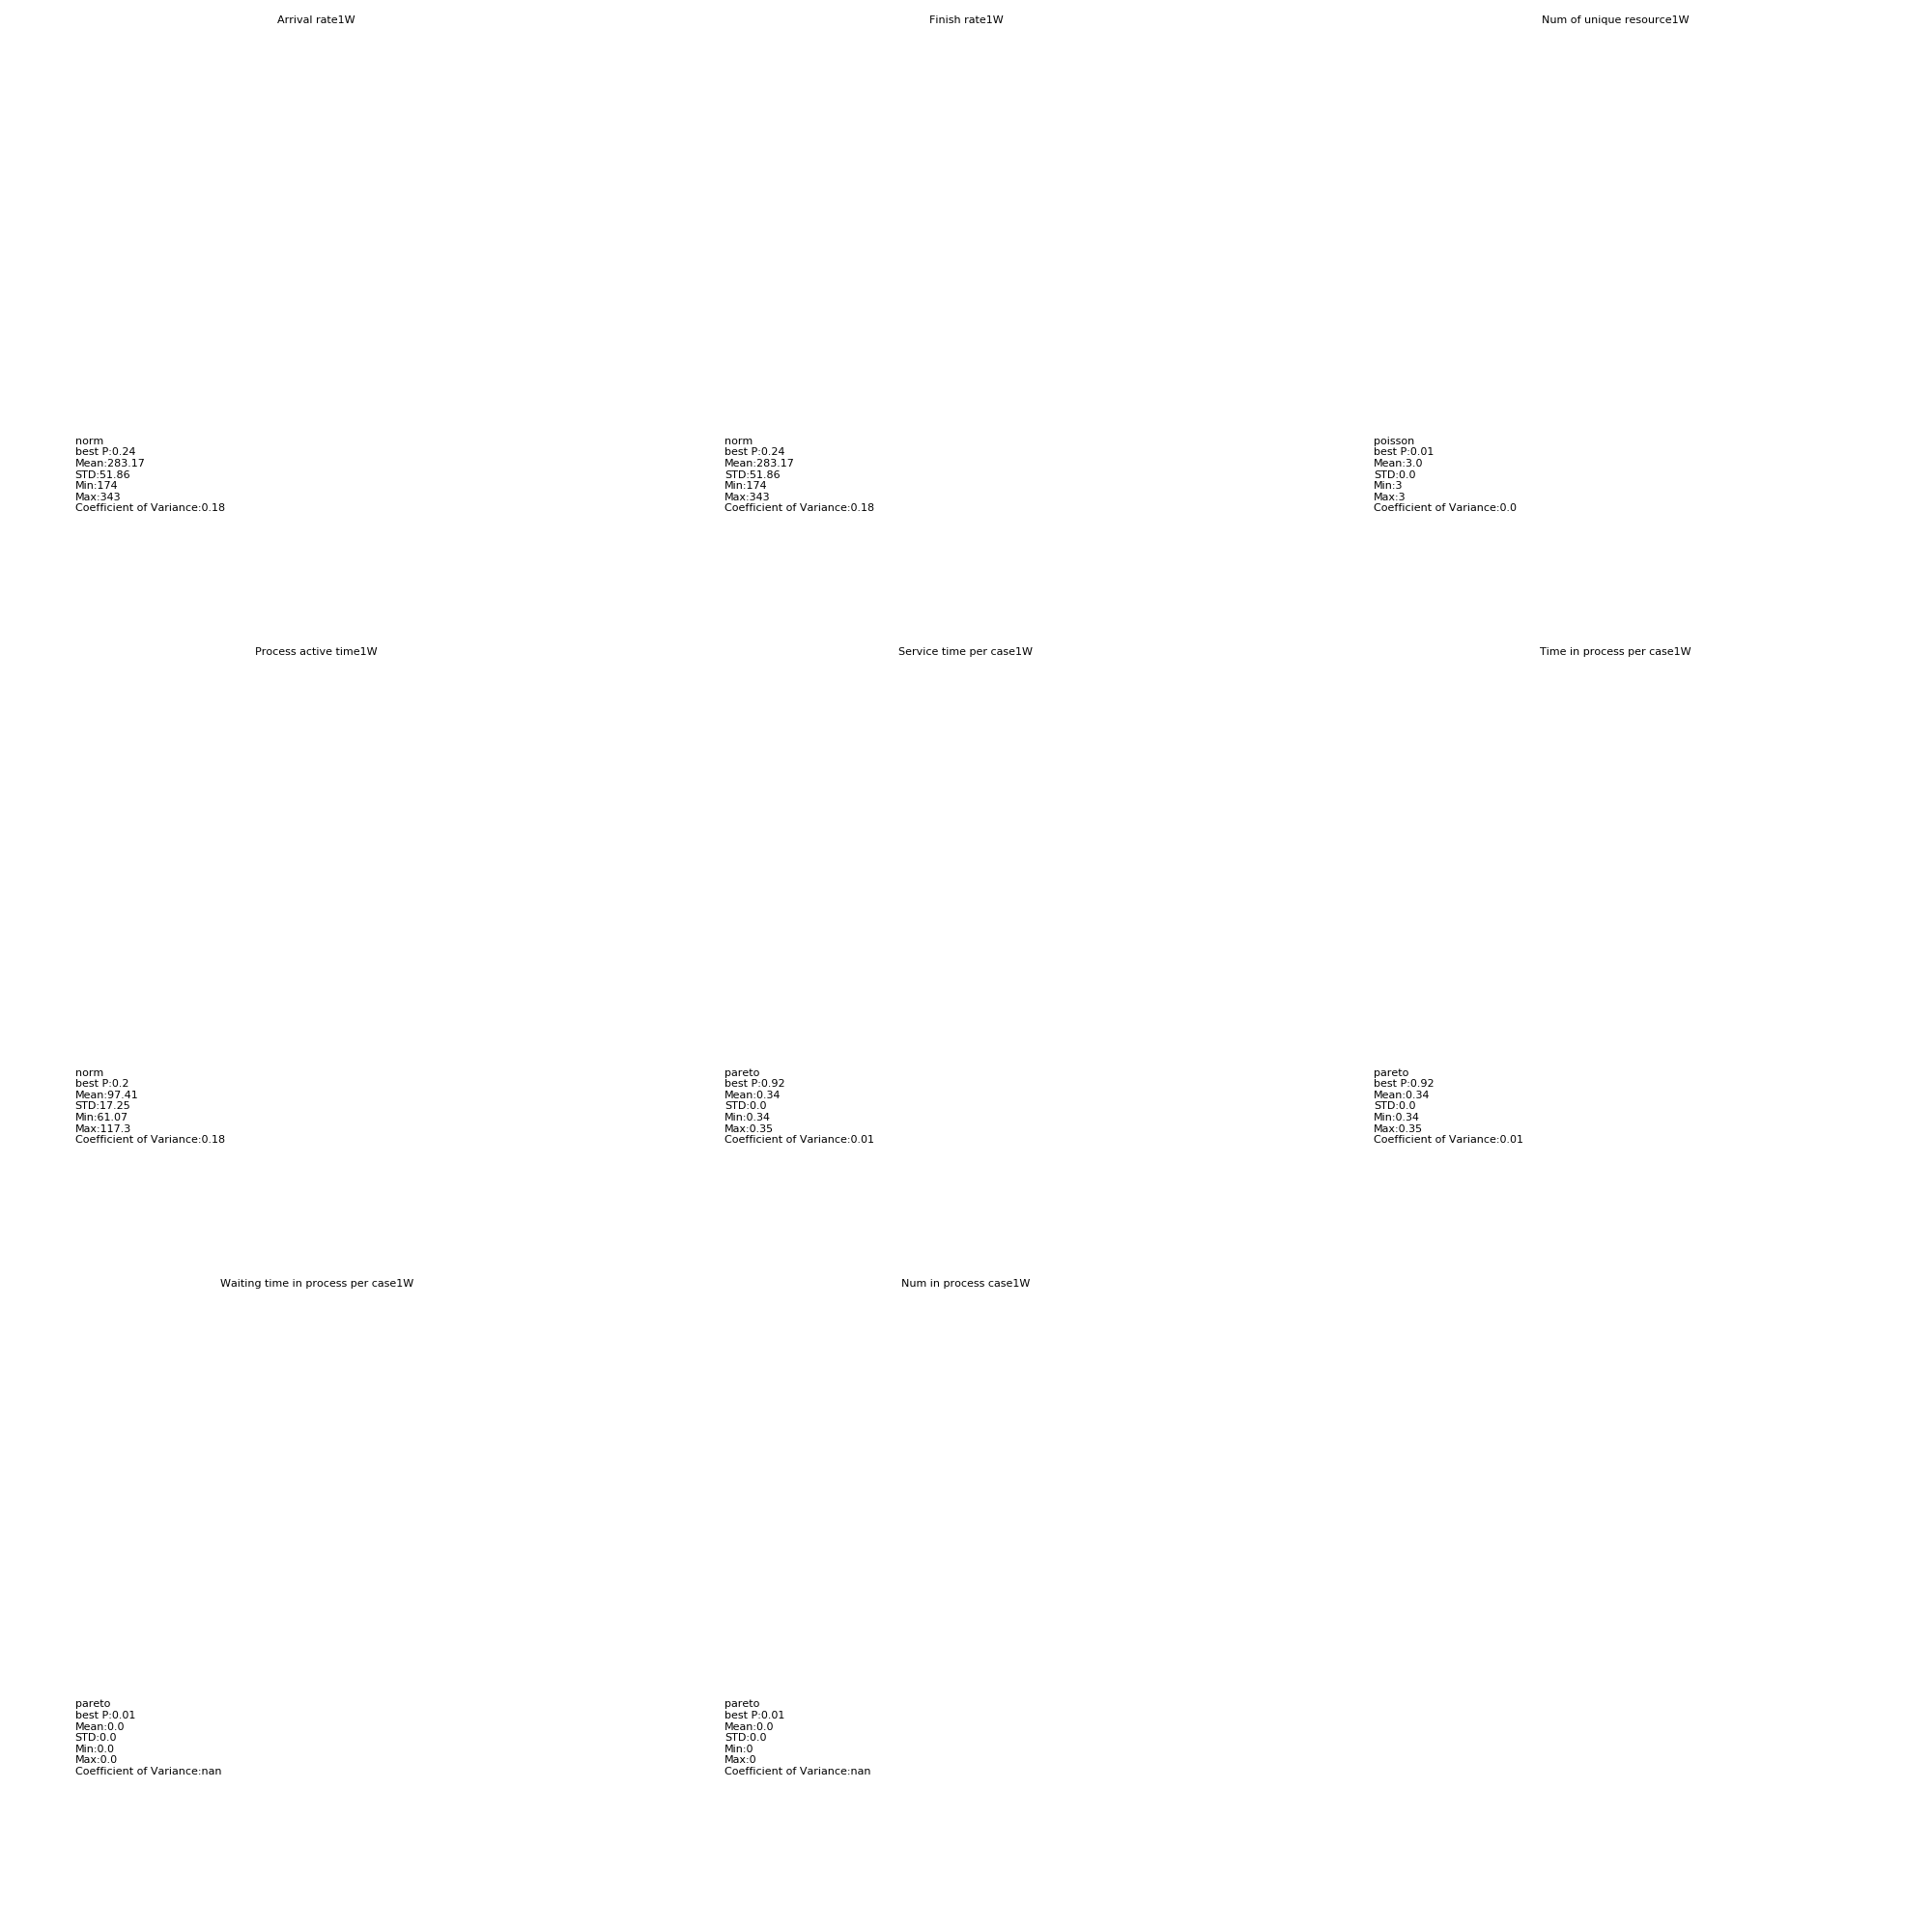 Arrival rate1W
norm
best P:0.24
Mean:283.17
STD:51.86
Min:174
Max:343
Coefficient of Variance:0.18
Finish rate1W
norm
best P:0.24
Mean:283.17
STD:51.86
Min:174
Max:343
Coefficient of Variance:0.18
Num of unique resource1W
poisson
best P:0.01
Mean:3.0
STD:0.0
Min:3
Max:3
Coefficient of Variance:0.0
Process active time1W
norm
best P:0.2
Mean:97.41
STD:17.25
Min:61.07
Max:117.3
Coefficient of Variance:0.18
Service time per case1W
pareto
best P:0.92
Mean:0.34
STD:0.0
Min:0.34
Max:0.35
Coefficient of Variance:0.01
Time in process per case1W
pareto
best P:0.92
Mean:0.34
STD:0.0
Min:0.34
Max:0.35
Coefficient of Variance:0.01
Waiting time in process per case1W
pareto
best P:0.01
Mean:0.0
STD:0.0
Min:0.0
Max:0.0
Coefficient of Variance:nan
Num in process case1W
pareto
best P:0.01
Mean:0.0
STD:0.0
Min:0
Max:0
Coefficient of Variance:nan